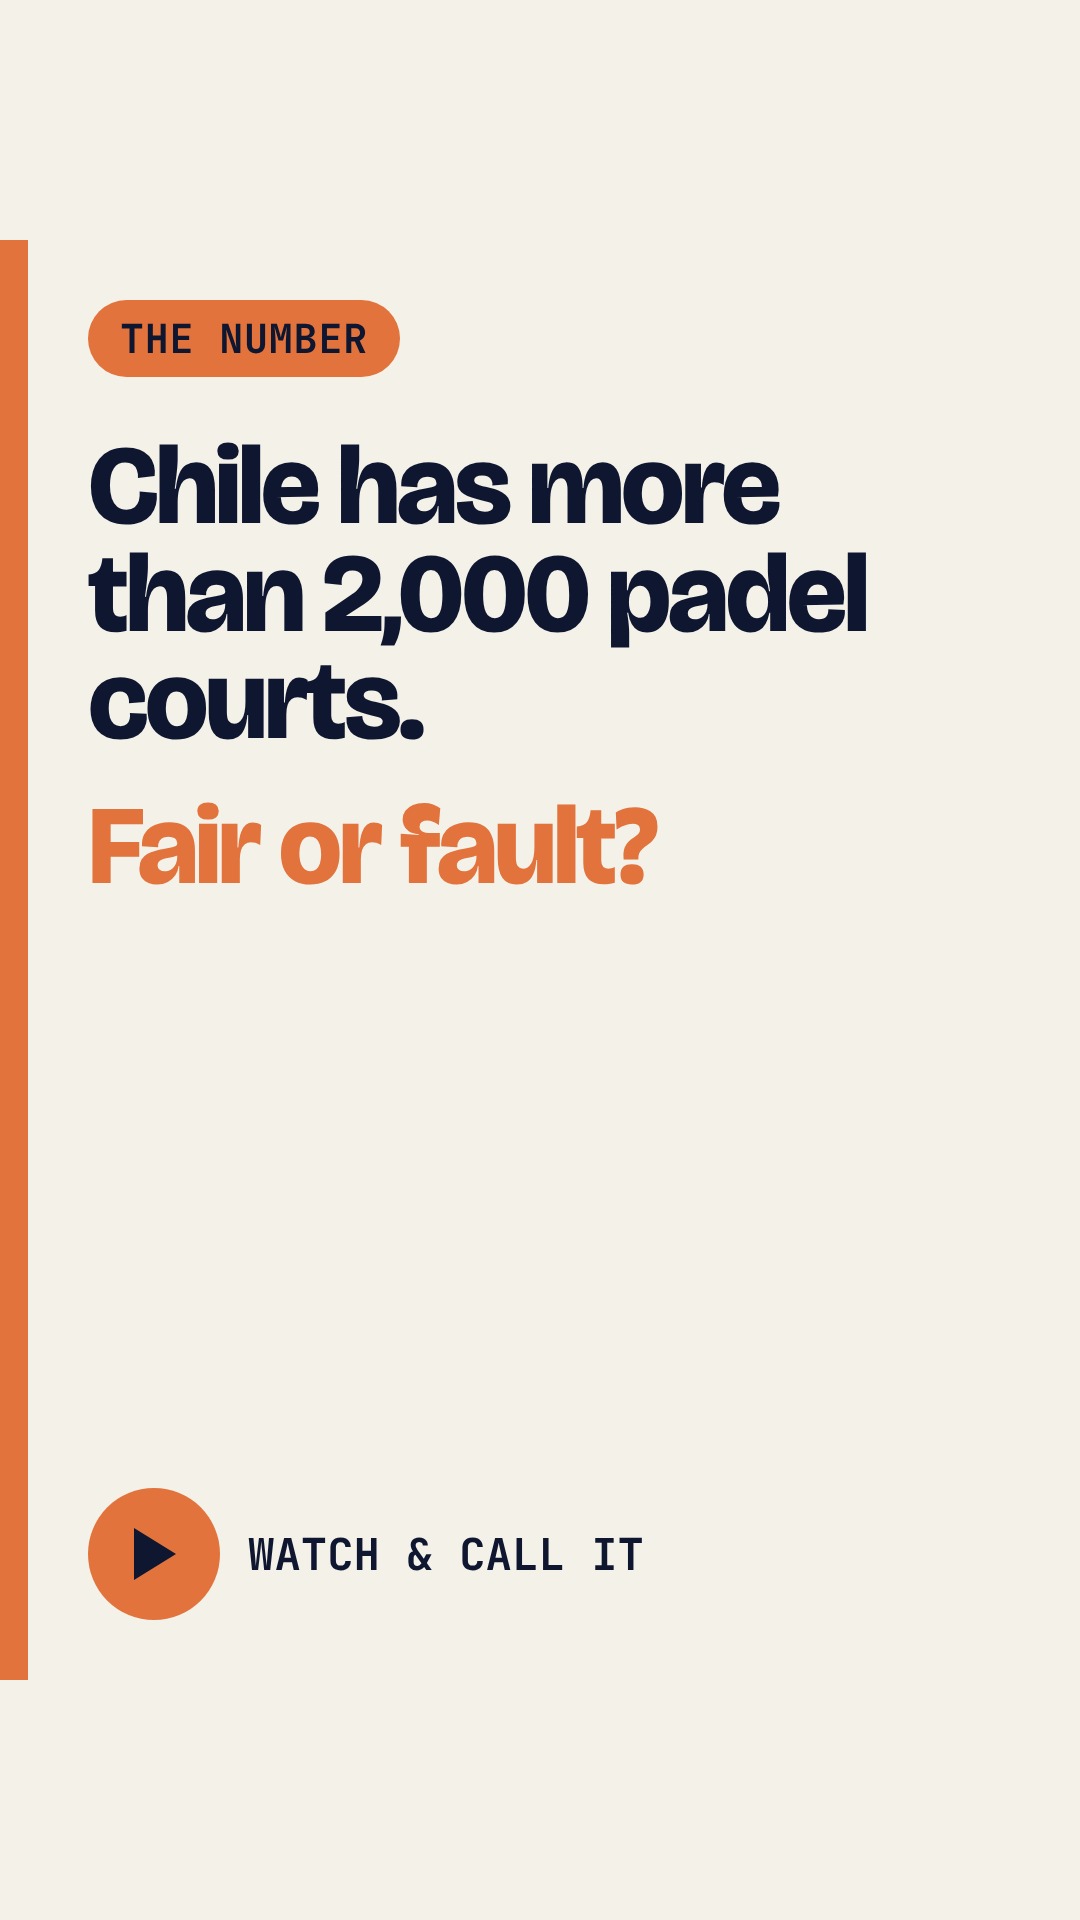 THE NUMBER
Chile has more
than 2,000 padel
courts.
Fair or fault?
WATCH & CALL IT